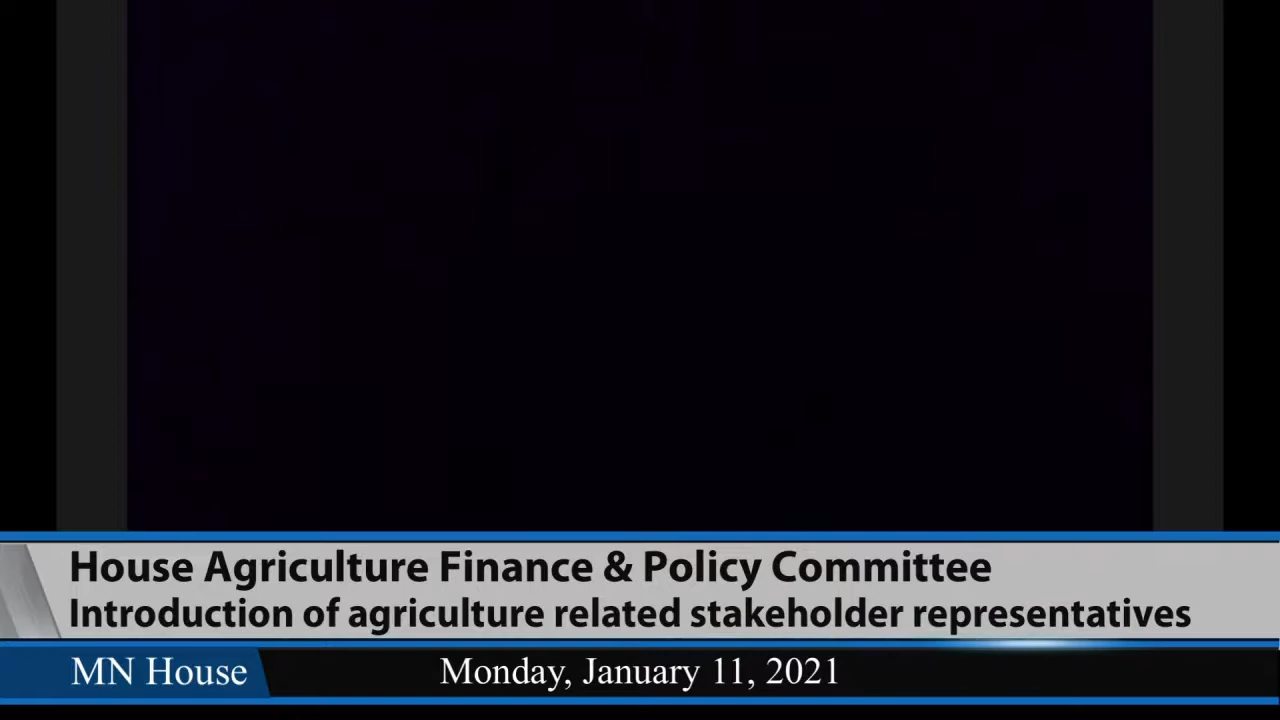 House Agriculture Finance & Policy Committee
Introduction of agriculture related stakeholder representatives
MN House
Monday, January 11, 2021